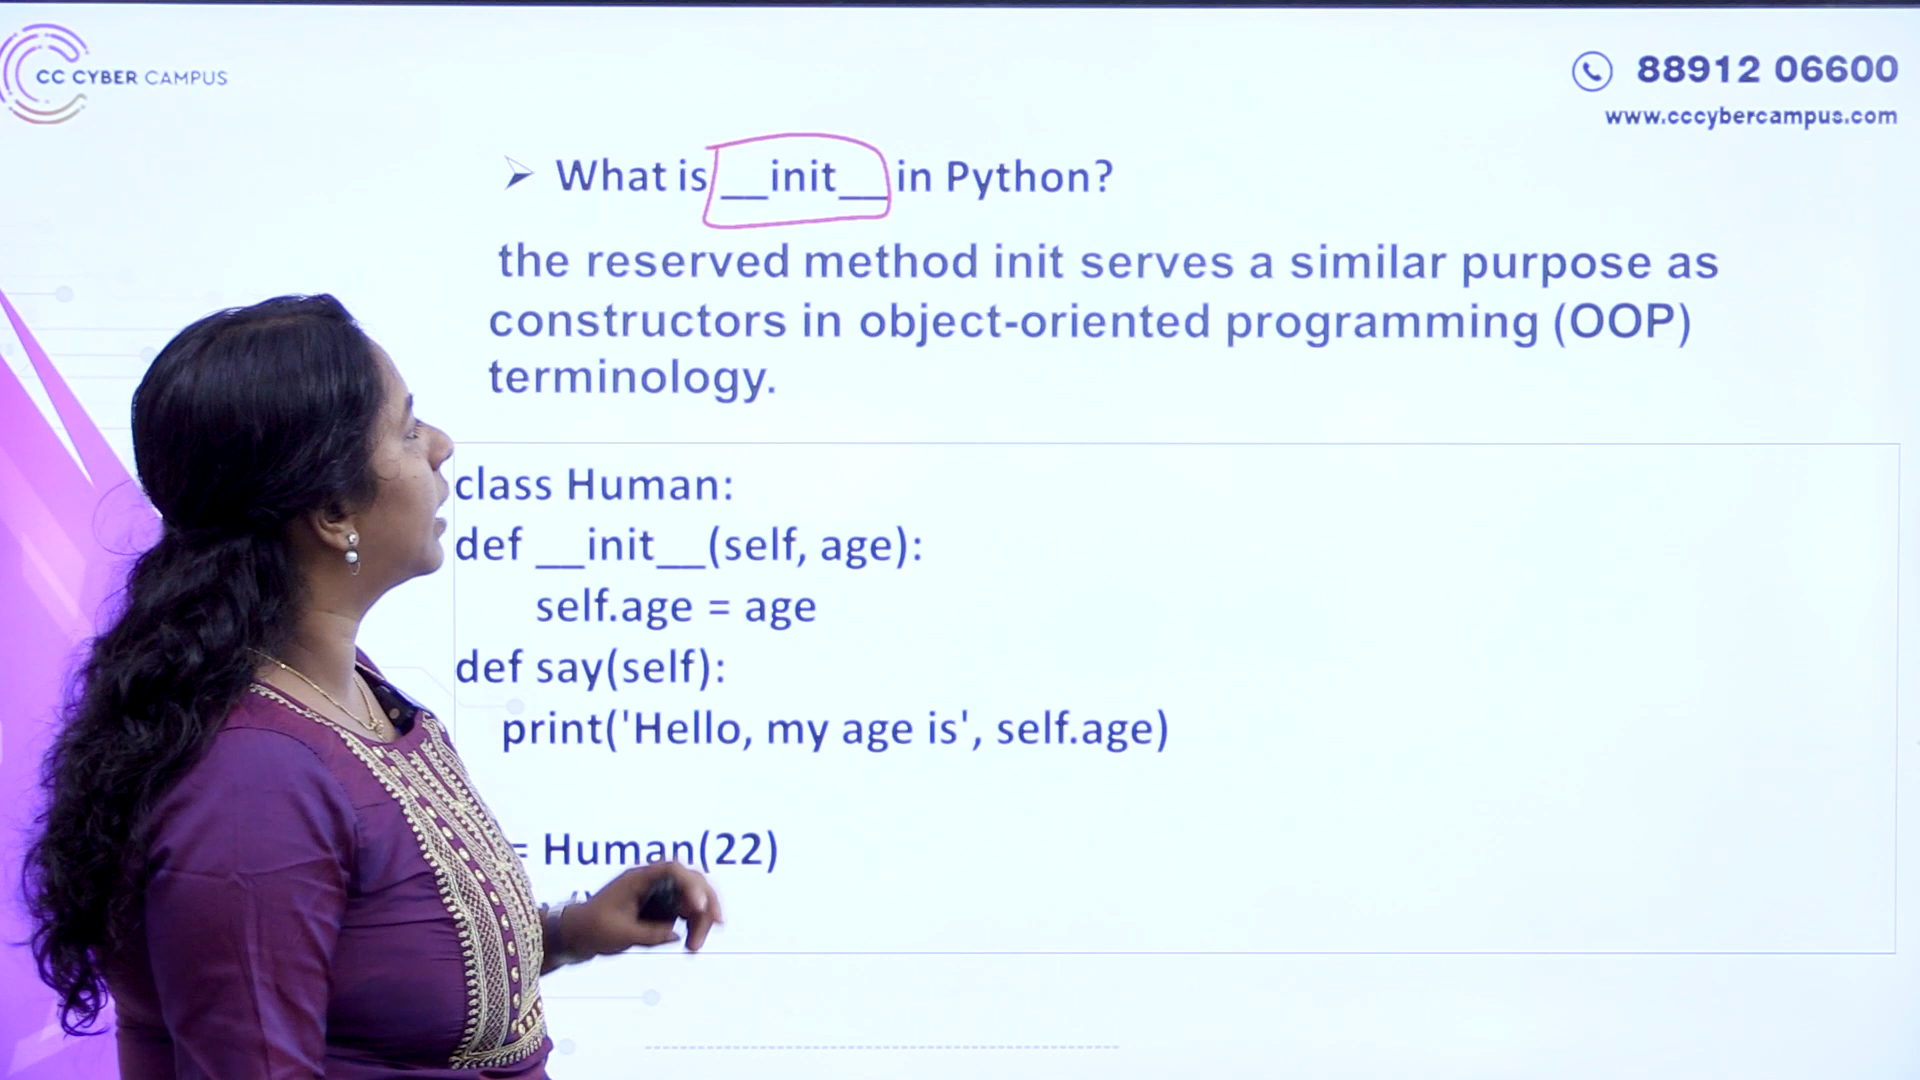 CC CYBER CAMPUS
88912 06600
www.cccybercampus.com
What is __init__ in Python?
the reserved method init serves a similar purpose as
constructors in object-oriented programming (OOP)
terminology.
class Human:
def __init__(self, age):
self.age = age
def say(self):
print('Hello, my age is', self.age)
= Human(22)